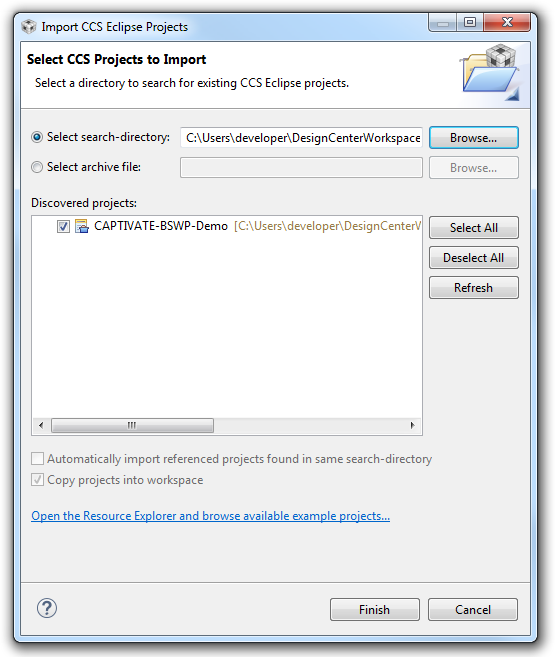 Import CCS Eclipse Projects
Select CCS Projects to Import
Select a directory to search for existing CCS Eclipse projects.
Select search-directory: C:\Users\developer\DesignCenterWorkspace Browse...
Select archive file: Browse...
Discovered projects:
CAPTIVATE-BSWP-Demo [C:\Users\developer\DesignCenterW
Select All
Deselect All
Refresh
Automatically import referenced projects found in same search-directory
Copy projects into workspace
Open the Resource Explorer and browse available example projects...
? Finish Cancel